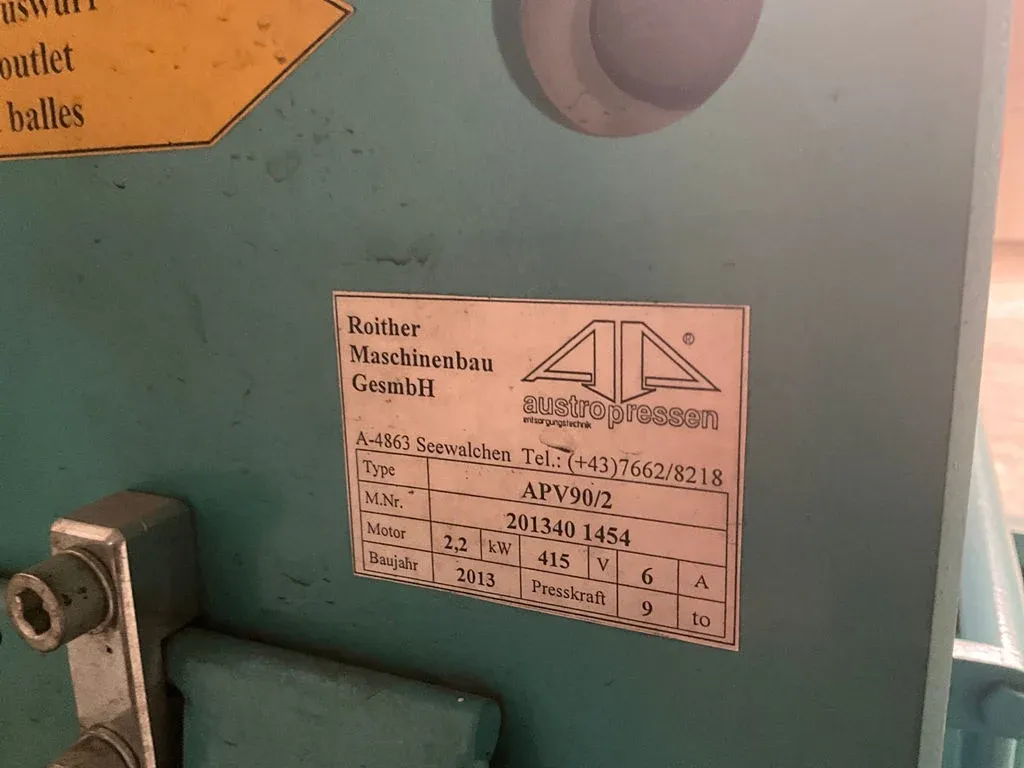 outlet
balles
Roither
Maschinenbau
GesmbH
®
austropressen
entsorgungstechnik
A-4863 Seewalchen Tel.: (+43)7662/8218
Type APV90/2
M.Nr. 201340 1454
Motor 2,2 kW 415 V 6 A
Baujahr 2013 Presskraft 9 to